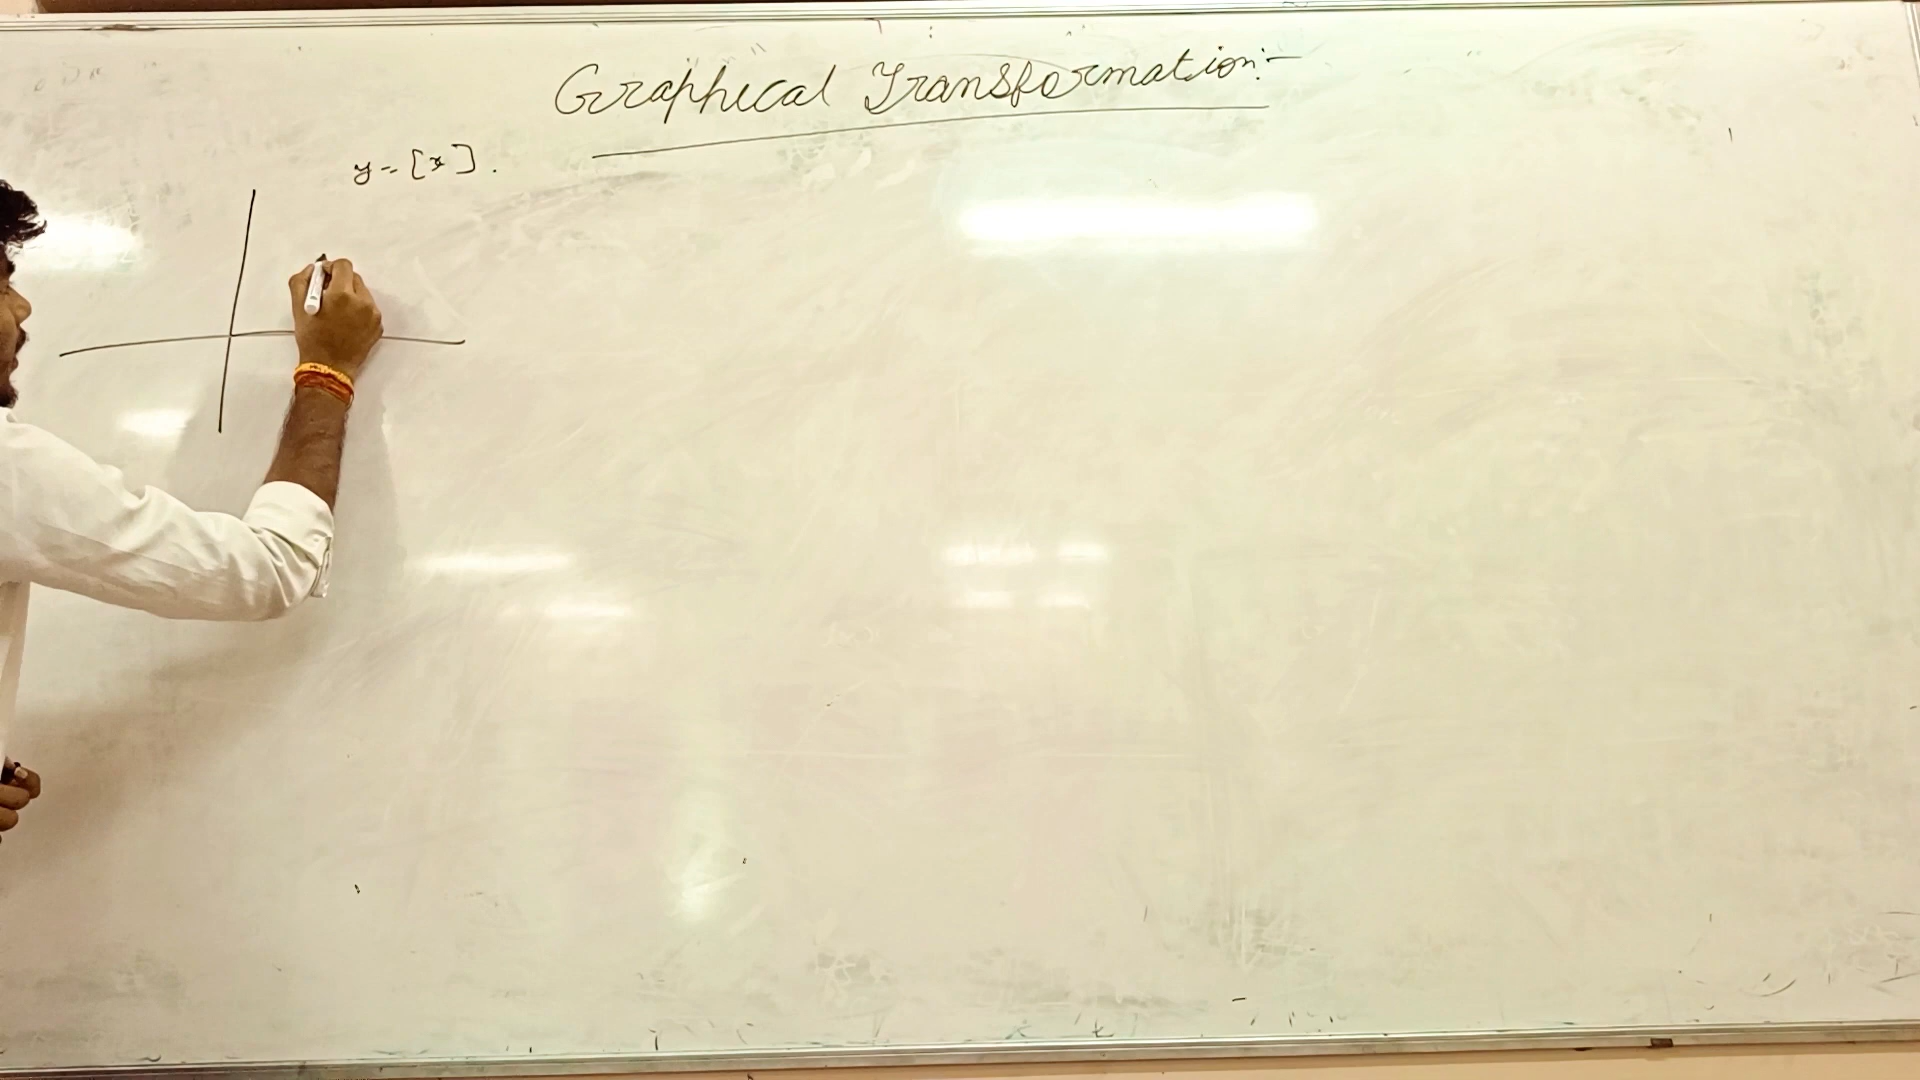 Graphical Transformation:-
y = [x].